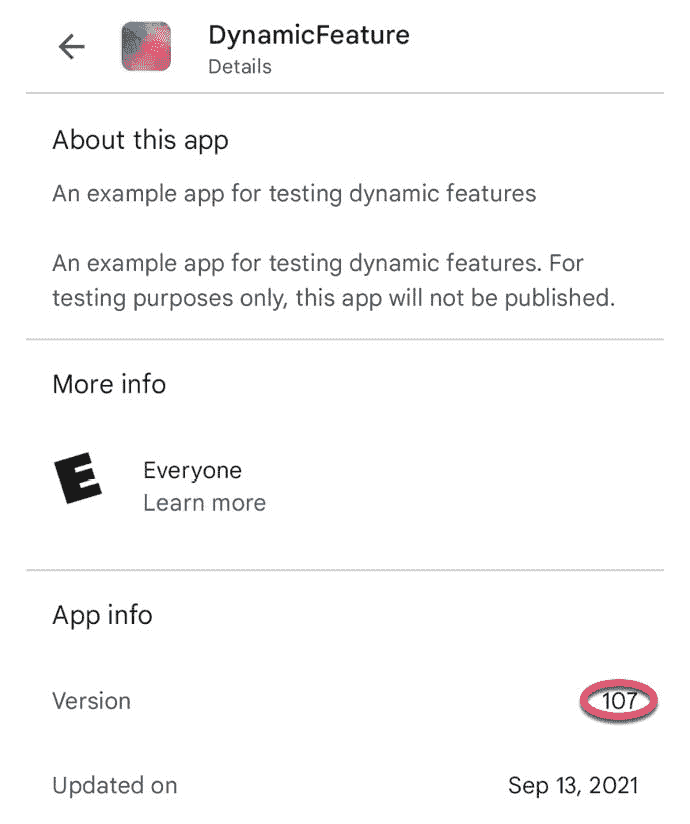 DynamicFeature
Details
About this app
An example app for testing dynamic features
An example app for testing dynamic features. For
testing purposes only, this app will not be published.
More info
E
Everyone
Learn more
App info
Version 107
Updated on Sep 13, 2021